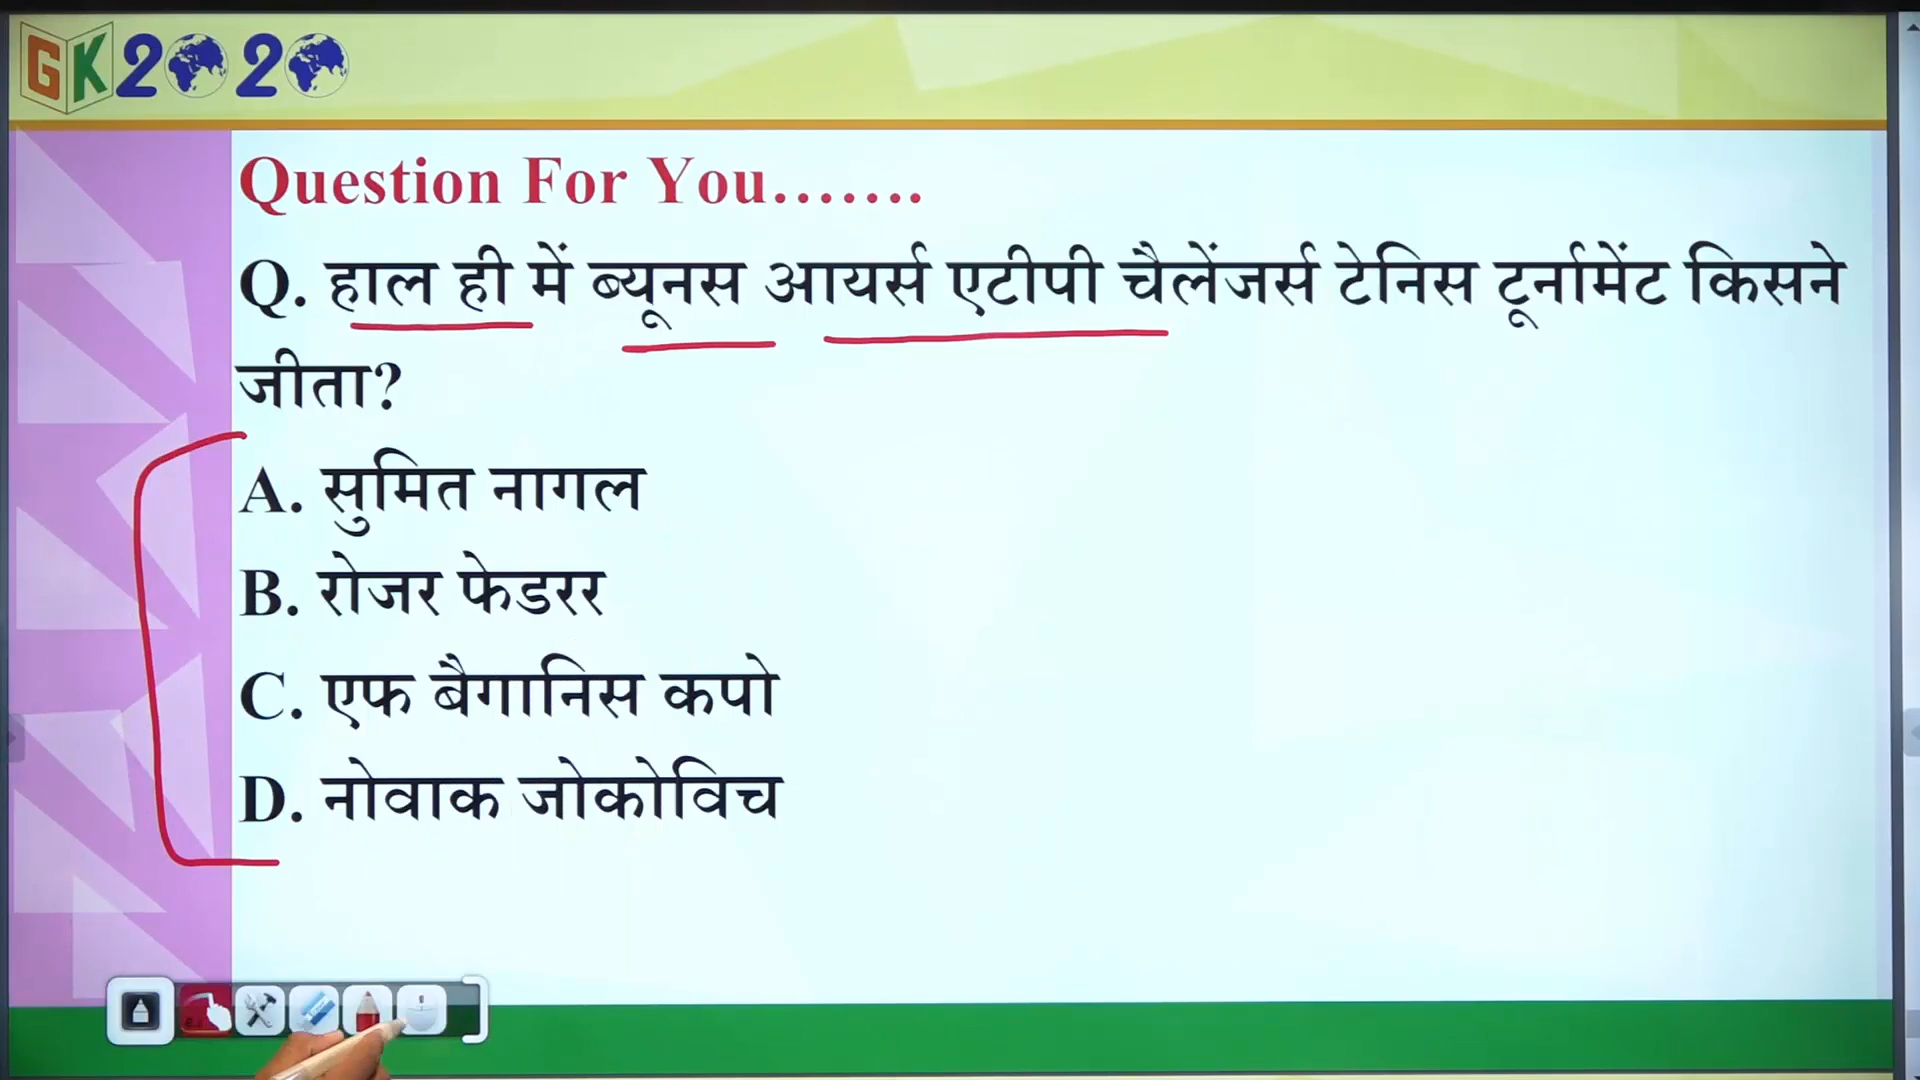 GK2020
Question For You.......
Q. हाल ही में ब्यूनस आयर्स एटीपी चैलेंजर्स टेनिस टूर्नामेंट किसने
जीता?
A. सुमित नागल
B. रोजर फेडरर
C. एफ बैगानिस कपो
D. नोवाक जोकोविच